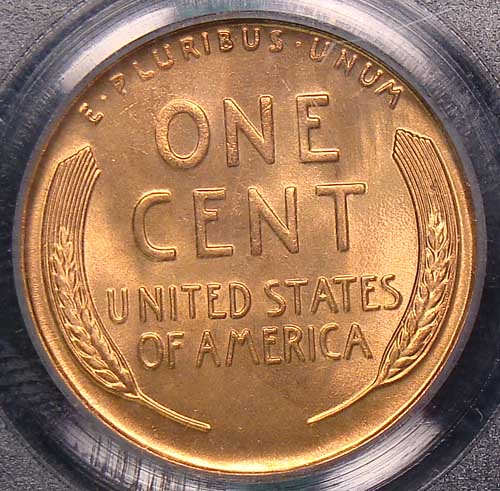 E·PLURIBUS·UNUM
ONE
CENT
UNITED STATES
OF AMERICA